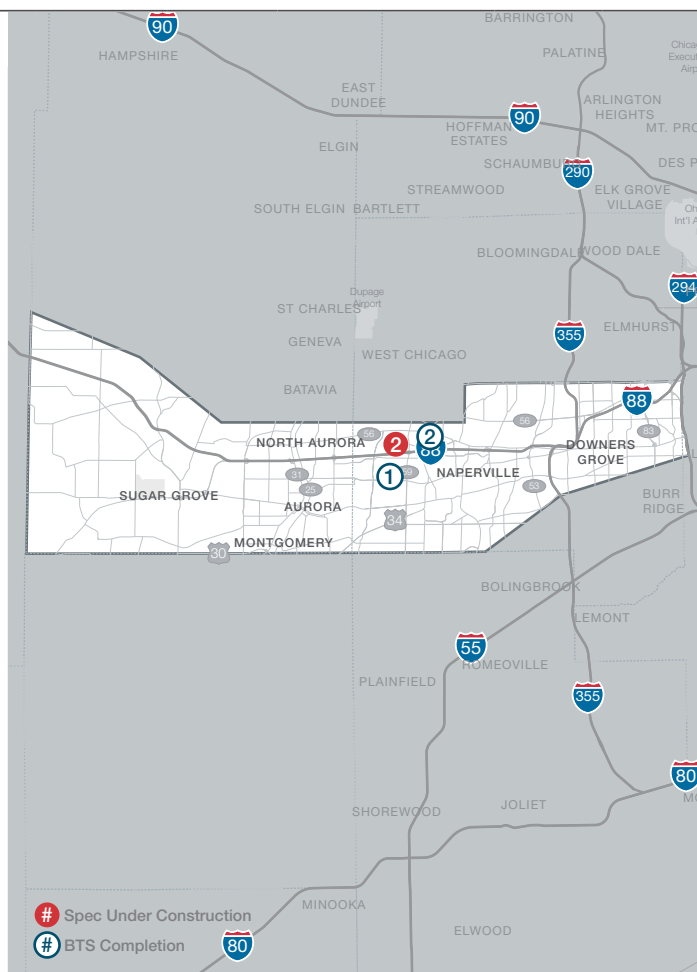 BARRINGTON
90
HAMPSHIRE
PALATINE
EAST
DUNDEE
ARLINGTON
HEIGHTS
90
HOFFMAN
ESTATES
MT. PRO
ELGIN
SCHAUMBU
DES P
290
STREAMWOOD
ELK GROVE
VILLAGE
SOUTH ELGIN
BARTLETT
Int'l A
BLOOMINGDALE
WOOD DALE
294
Dupage
Airport
ST CHARLES
355
ELMHURST
GENEVA
WEST CHICAGO
BATAVIA
88
56
83
56
2
2
88
NORTH AURORA
DOWNERS
GROVE
31
1
59
NAPERVILLE
25
53
SUGAR GROVE
AURORA
34
BURR
RIDGE
MONTGOMERY
30
BOLINGBROOK
LEMONT
55
ROMEOVILLE
PLAINFIELD
355
80
SHOREWOOD
JOLIET
MINOOKA
# Spec Under Construction
ELWOOD
# BTS Completion
80